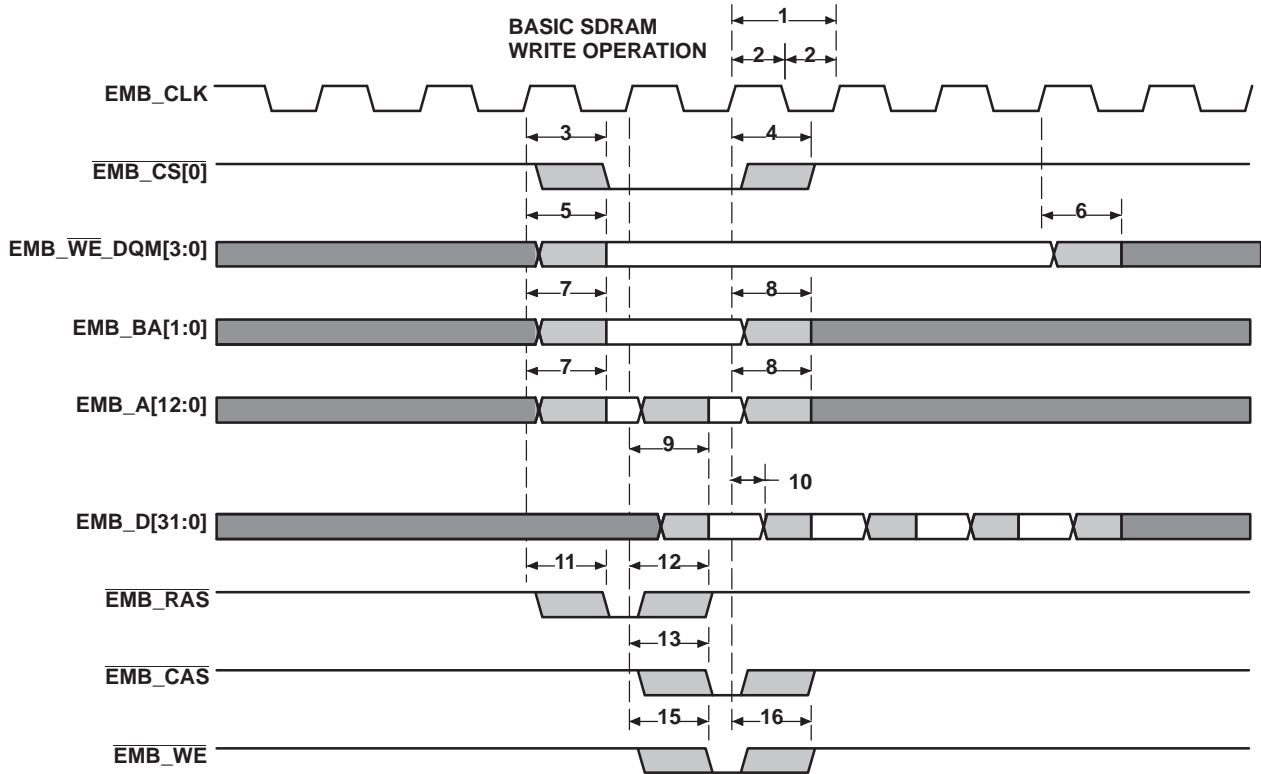 BASIC SDRAM
WRITE OPERATION
1
2 2
EMB_CLK
3 4
EMB_CS[0]
5 6
EMB_WE_DQM[3:0]
7 8
EMB_BA[1:0]
7 8
EMB_A[12:0]
9
10
EMB_D[31:0]
11 12
EMB_RAS
13
EMB_CAS
15 16
EMB_WE